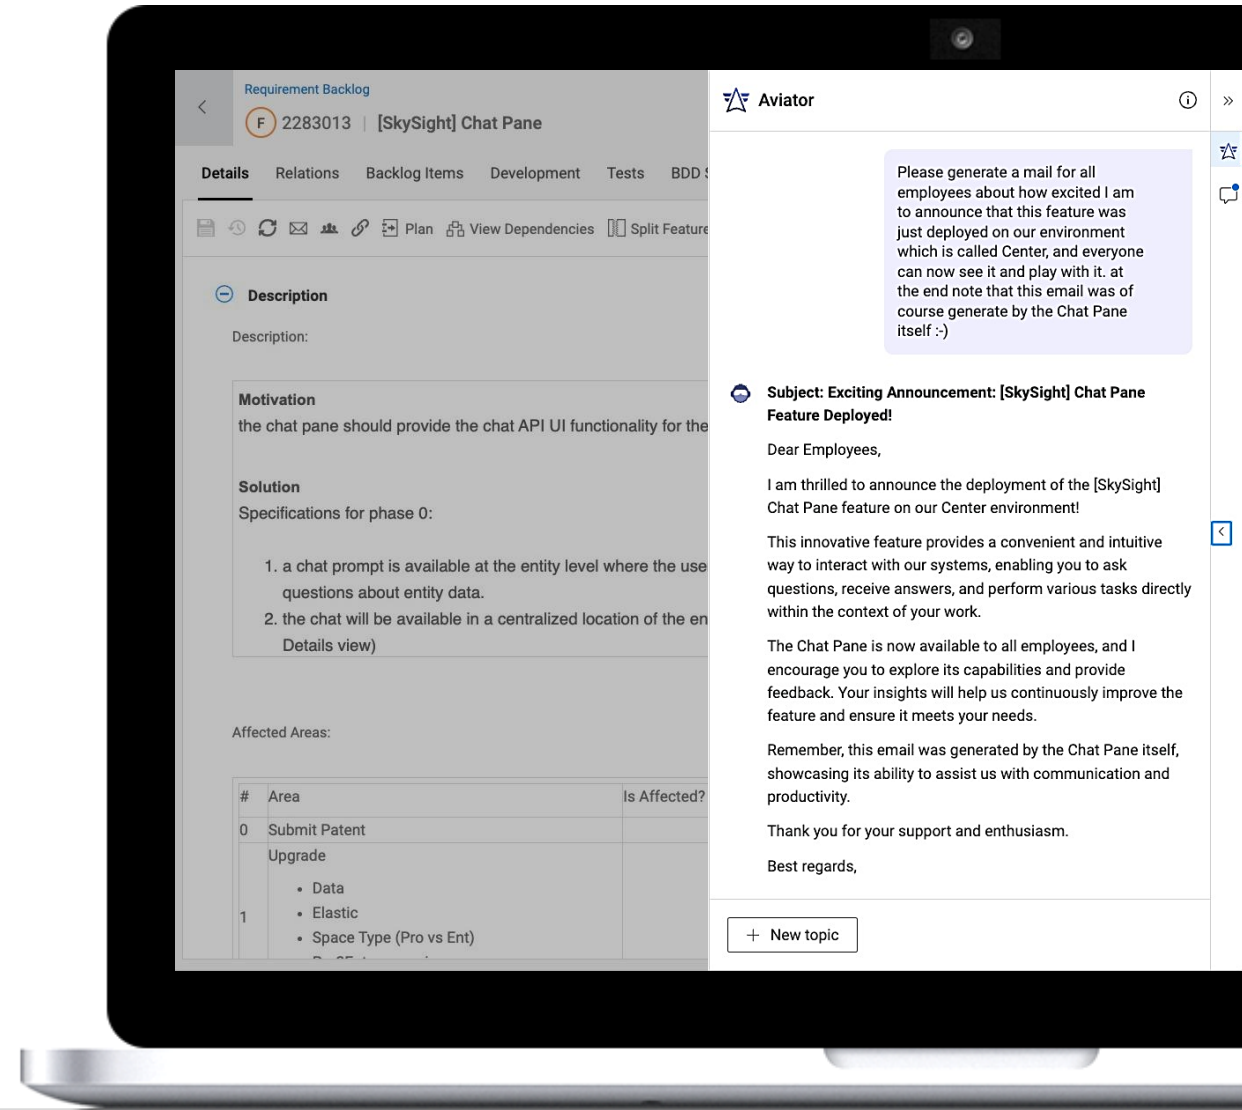 Requirement Backlog
F 2283013 | [SkySight] Chat Pane
Details Relations Backlog Items Development Tests BDD
Plan View Dependencies Split Feature
Description
Description:
Motivation
the chat pane should provide the chat API UI functionality for the
Solution
Specifications for phase 0:
1. a chat prompt is available at the entity level where the use
questions about entity data.
2. the chat will be available in a centralized location of the en
Details view)
Affected Areas:
# Area Is Affected?
0 Submit Patent
Upgrade
• Data
1
• Elastic
• Space Type (Pro vs Ent)
Aviator
Please generate a mail for all
employees about how excited I am
to announce that this feature was
just deployed on our environment
which is called Center, and everyone
can now see it and play with it. at
the end note that this email was of
course generate by the Chat Pane
itself :-)
Subject: Exciting Announcement: [SkySight] Chat Pane
Feature Deployed!
Dear Employees,
I am thrilled to announce the deployment of the [SkySight]
Chat Pane feature on our Center environment!
This innovative feature provides a convenient and intuitive
way to interact with our systems, enabling you to ask
questions, receive answers, and perform various tasks directly
within the context of your work.
The Chat Pane is now available to all employees, and I
encourage you to explore its capabilities and provide
feedback. Your insights will help us continuously improve the
feature and ensure it meets your needs.
Remember, this email was generated by the Chat Pane itself,
showcasing its ability to assist us with communication and
productivity.
Thank you for your support and enthusiasm.
Best regards,
+ New topic